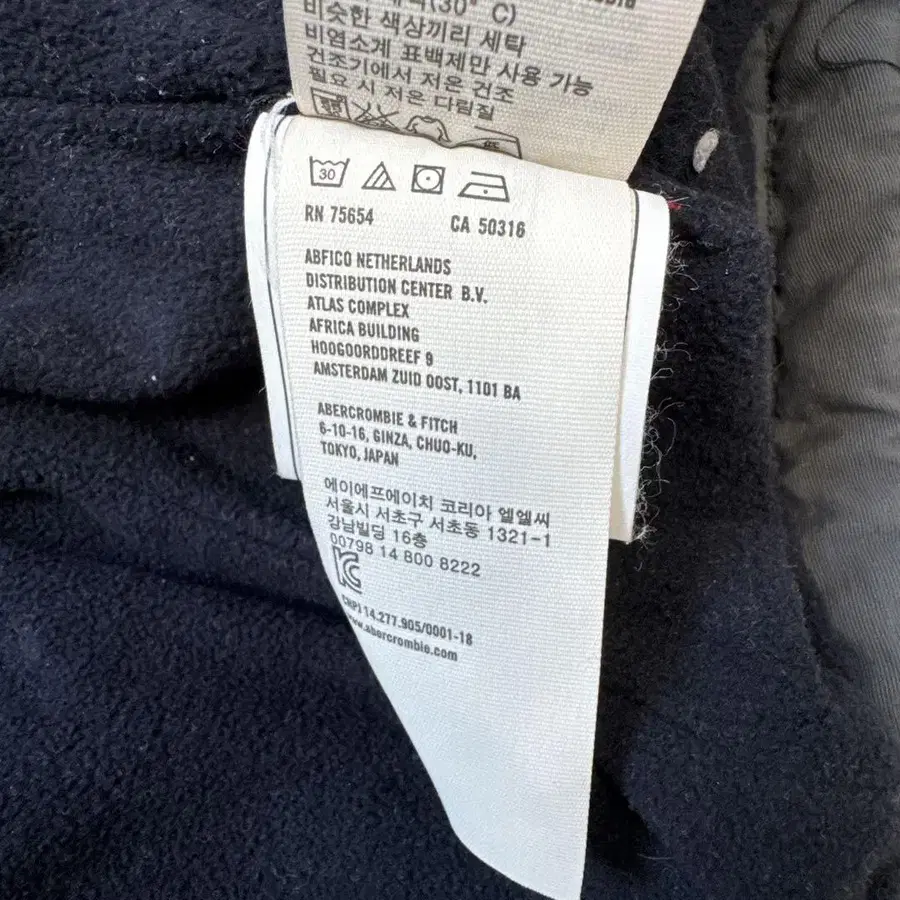 (30° C)
비슷한 색상끼리 세탁
비염소계 표백제만 사용 가능
건조기에서 저온 건조
필요 시 저온 다림질
30
RN 75654 CA 50316
ABFICO NETHERLANDS
DISTRIBUTION CENTER B.V.
ATLAS COMPLEX
AFRICA BUILDING
HOOGOORDDREEF 9
AMSTERDAM ZUID OOST, 1101 BA
ABERCROMBIE & FITCH
6-10-16, GINZA, CHUO-KU,
TOKYO, JAPAN
에이에프에이치 코리아 엘엘씨
서울시 서초구 서초동 1321-1
강남빌딩 16층
00798 14 800 8222
CNPJ 14.277.905/0001-18
www.abercrombie.com